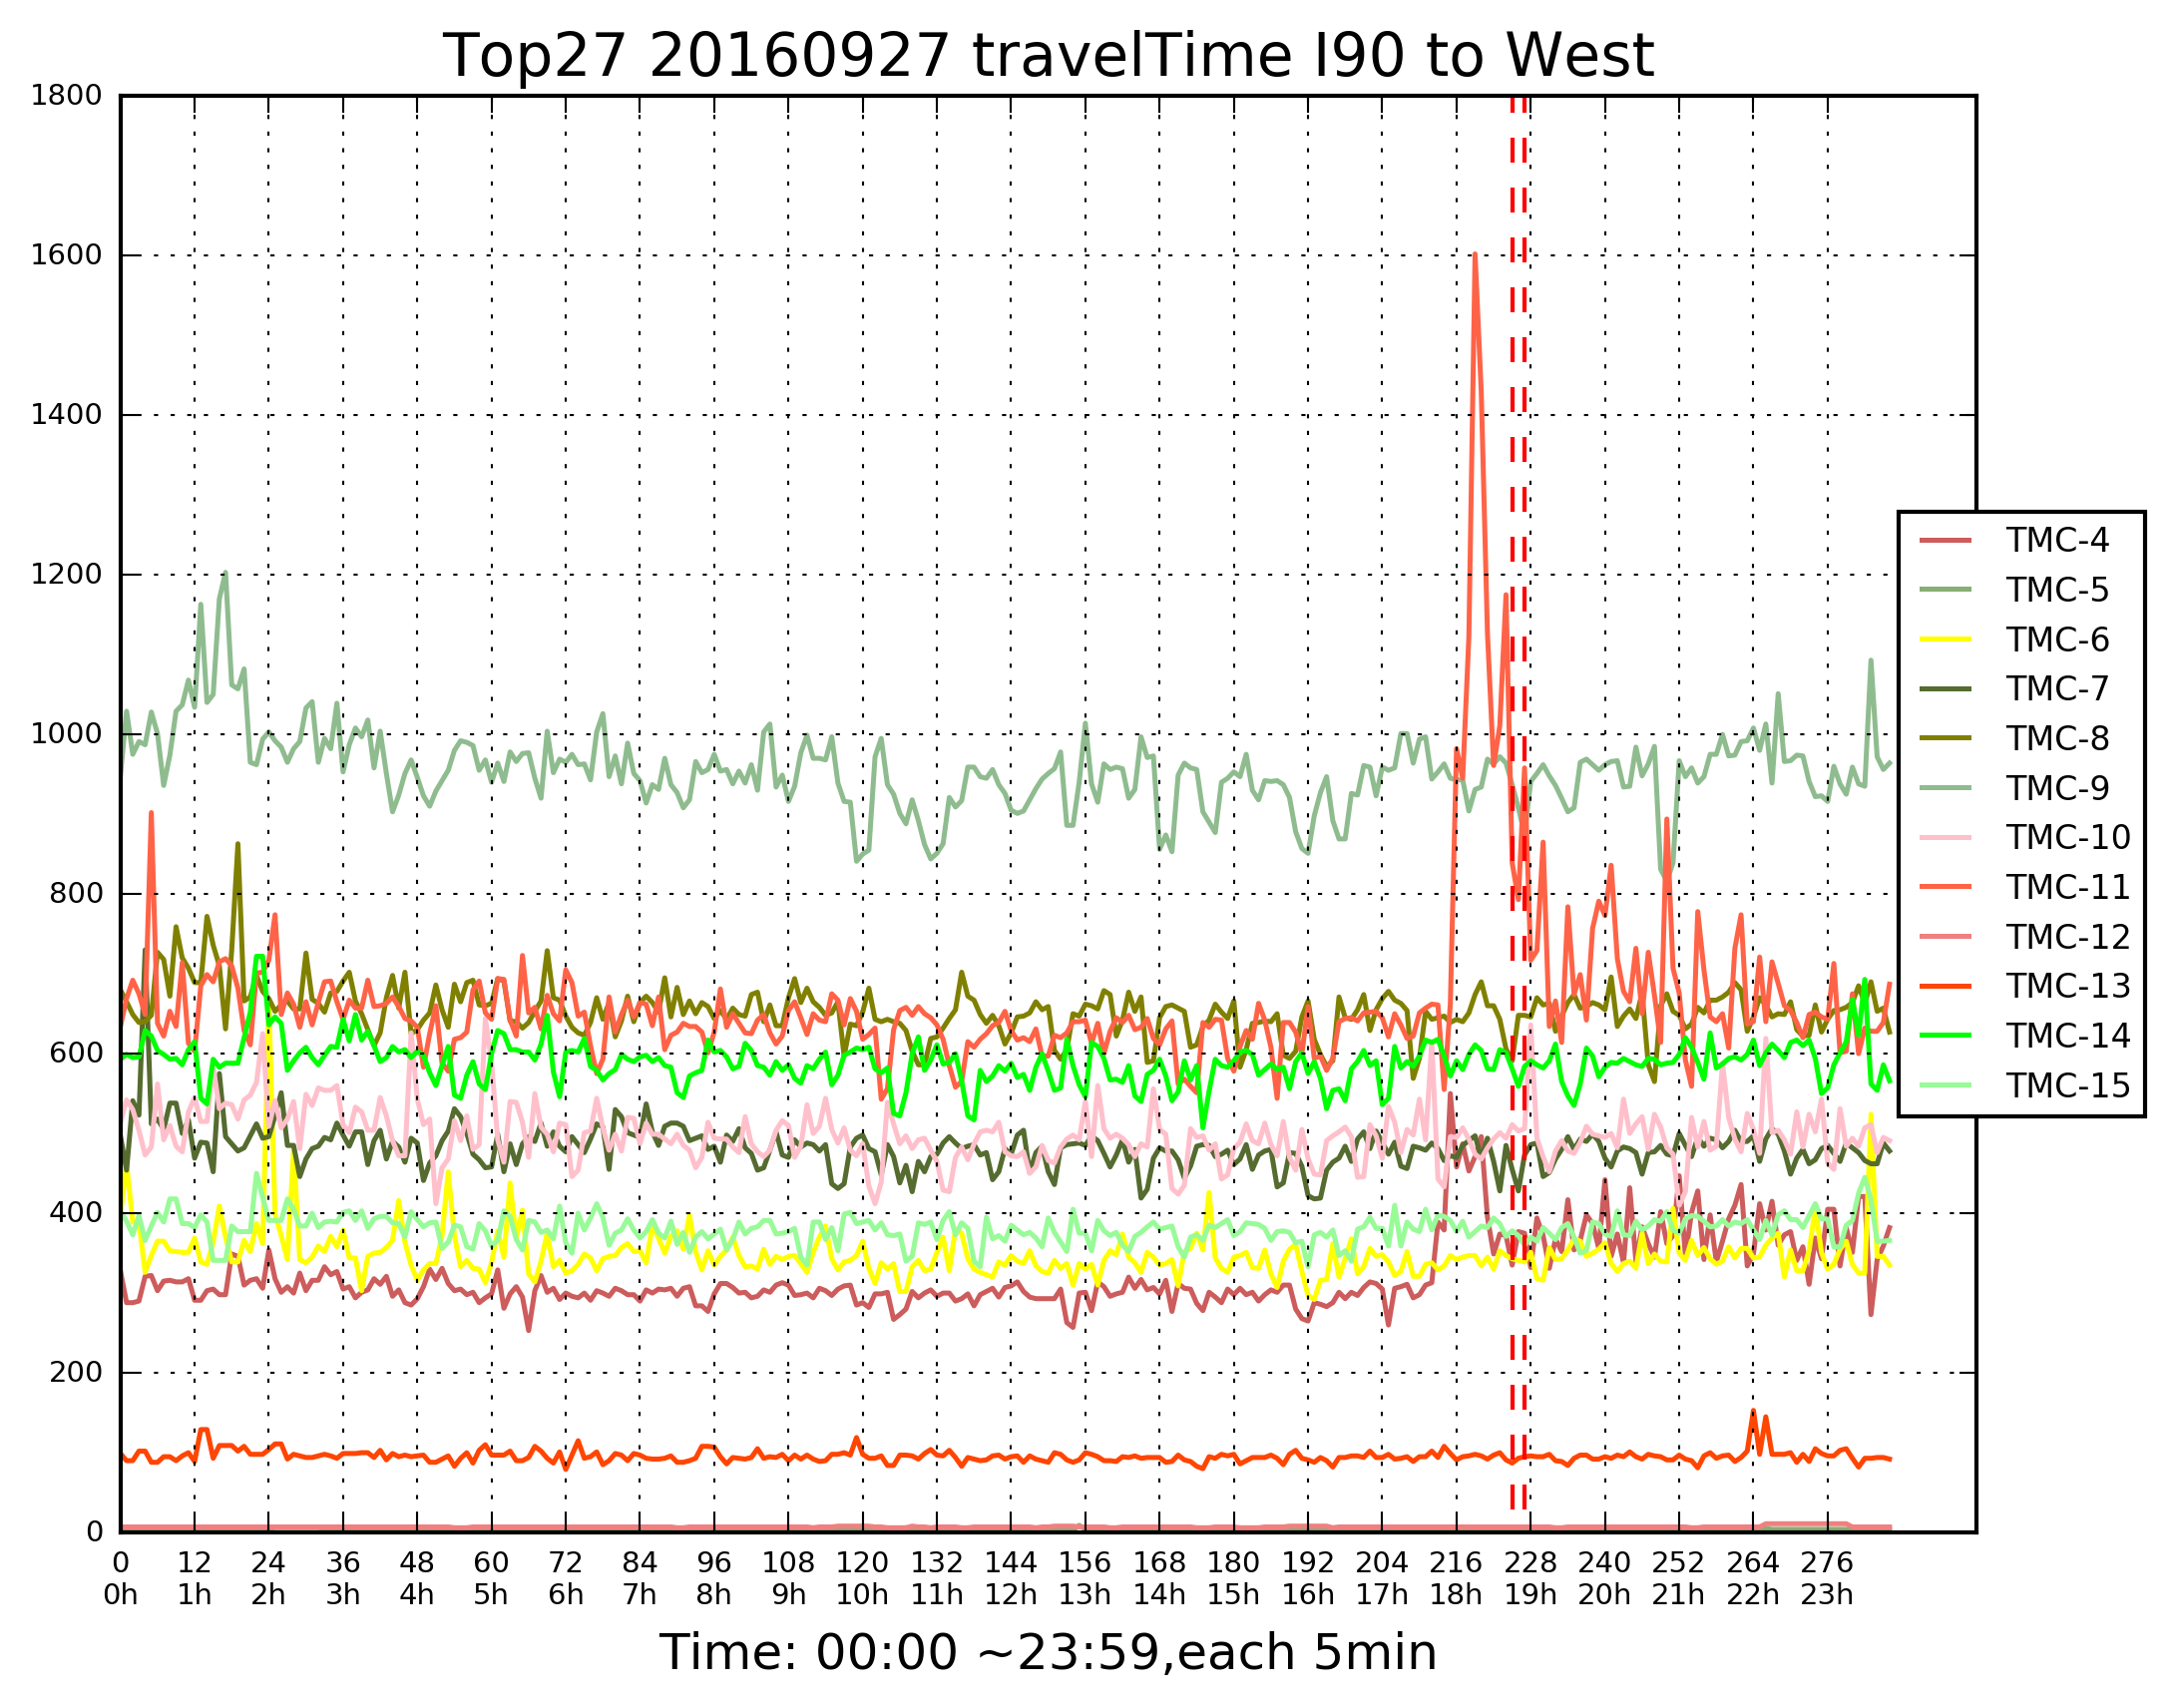 Top27 20160927 travelTime I90 to West
1800
1600
1400
1200
1000
800
600
400
200
0
TMC-4
TMC-5
TMC-6
TMC-7
TMC-8
TMC-9
TMC-10
TMC-11
TMC-12
TMC-13
TMC-14
TMC-15
0 12 24 36 48 60 72 84 96 108 120 132 144 156 168 180 192 204 216 228 240 252 264 276
0h 1h 2h 3h 4h 5h 6h 7h 8h 9h 10h 11h 12h 13h 14h 15h 16h 17h 18h 19h 20h 21h 22h 23h
Time: 00:00 ~23:59,each 5min